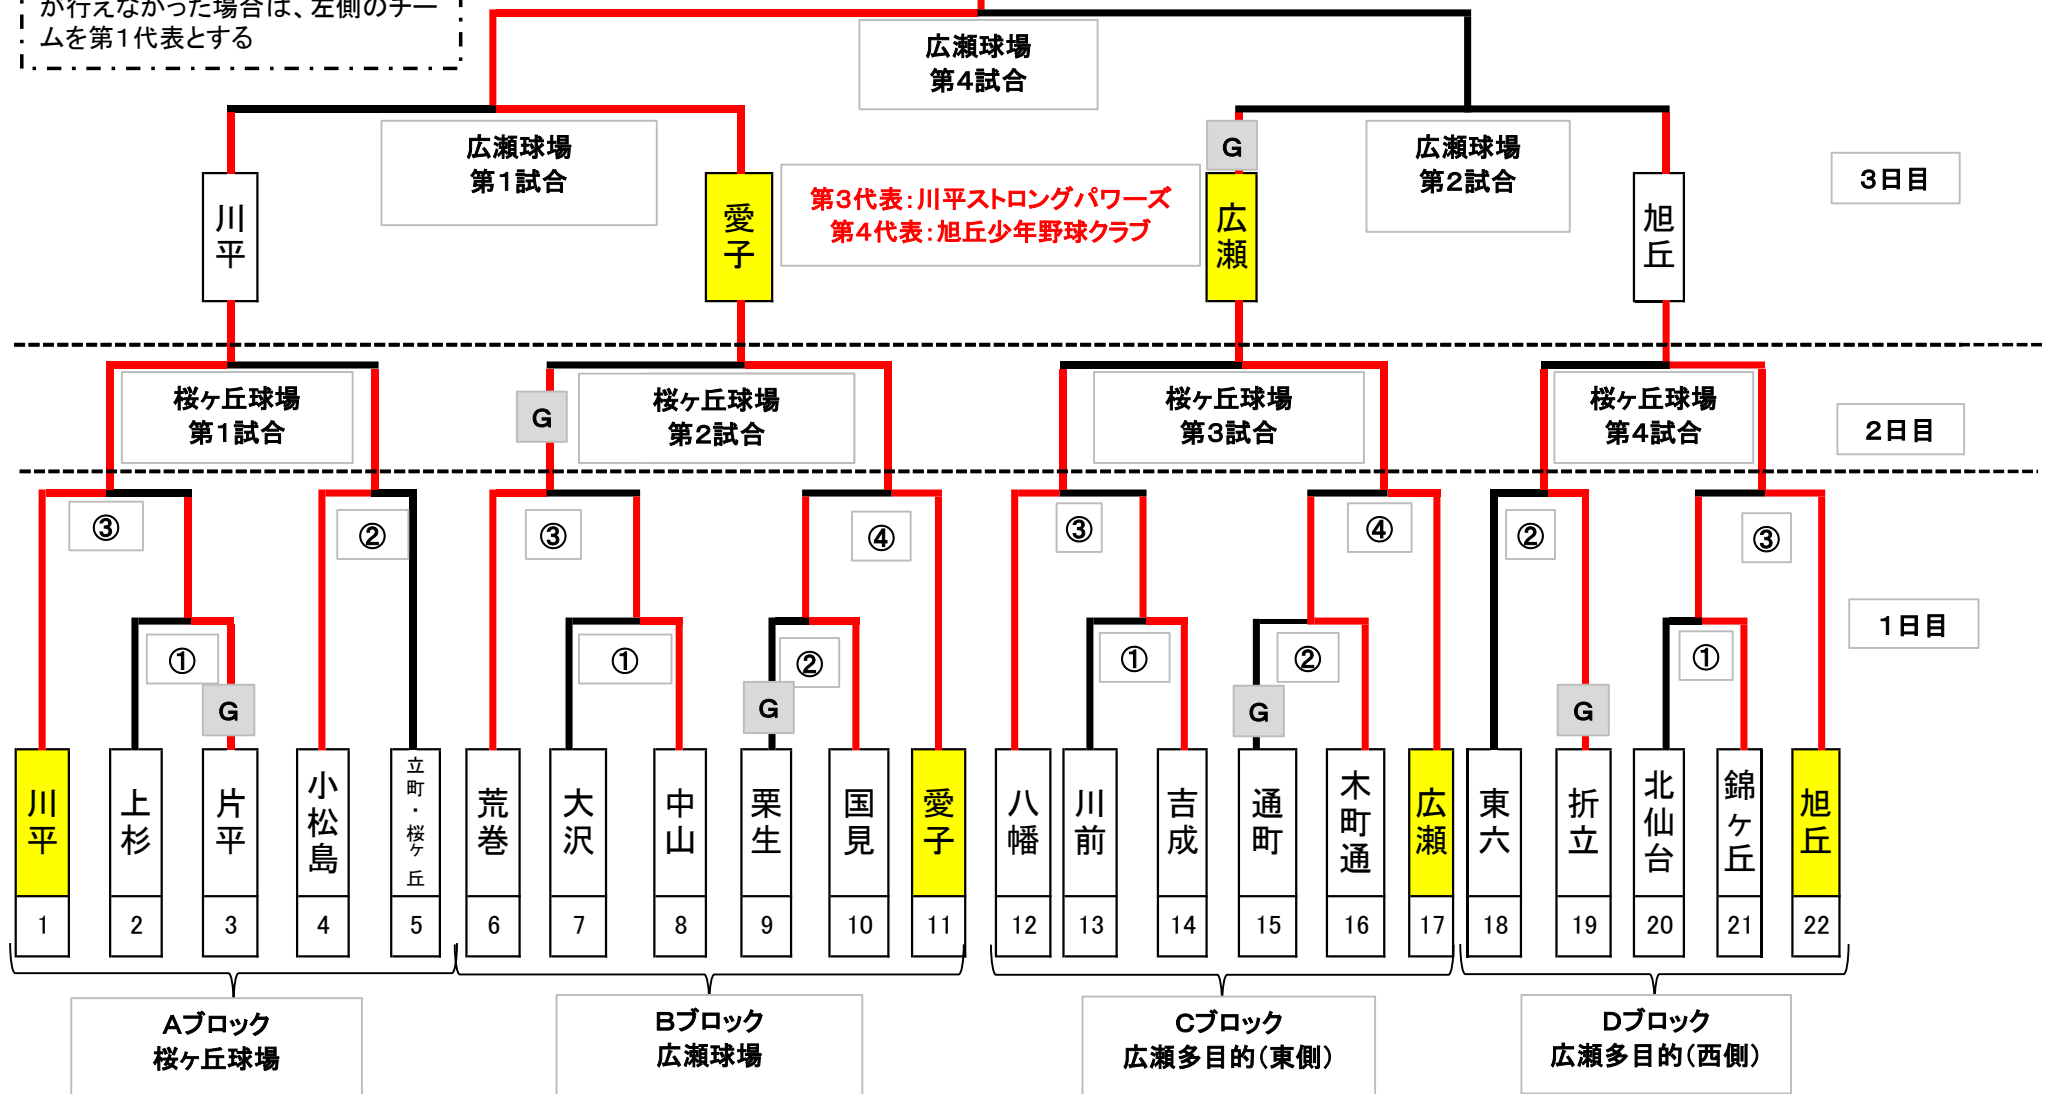 が行えなかった場合は、左側のチー
ムを第1代表とする
広瀬球場
第4試合
広瀬球場
第1試合
G
広瀬球場
第2試合
3日目
川平
愛子
第3代表:川平ストロングパワーズ
第4代表:旭丘少年野球クラブ
広瀬
旭丘
桜ヶ丘球場
第1試合
G
桜ヶ丘球場
第2試合
桜ヶ丘球場
第3試合
桜ヶ丘球場
第4試合
2日目
③
②
③
④
③
④
②
③
①
①
②
①
②
①
1日目
G
G
G
G
川平
上杉
片平
小松島
立町・桜ヶ丘
荒巻
大沢
中山
栗生
国見
愛子
八幡
川前
吉成
通町
木町通
広瀬
東六
折立
北仙台
錦ヶ丘
旭丘
1
2
3
4
5
6
7
8
9
10
11
12
13
14
15
16
17
18
19
20
21
22
Aブロック
桜ヶ丘球場
Bブロック
広瀬球場
Cブロック
広瀬多目的(東側)
Dブロック
広瀬多目的(西側)